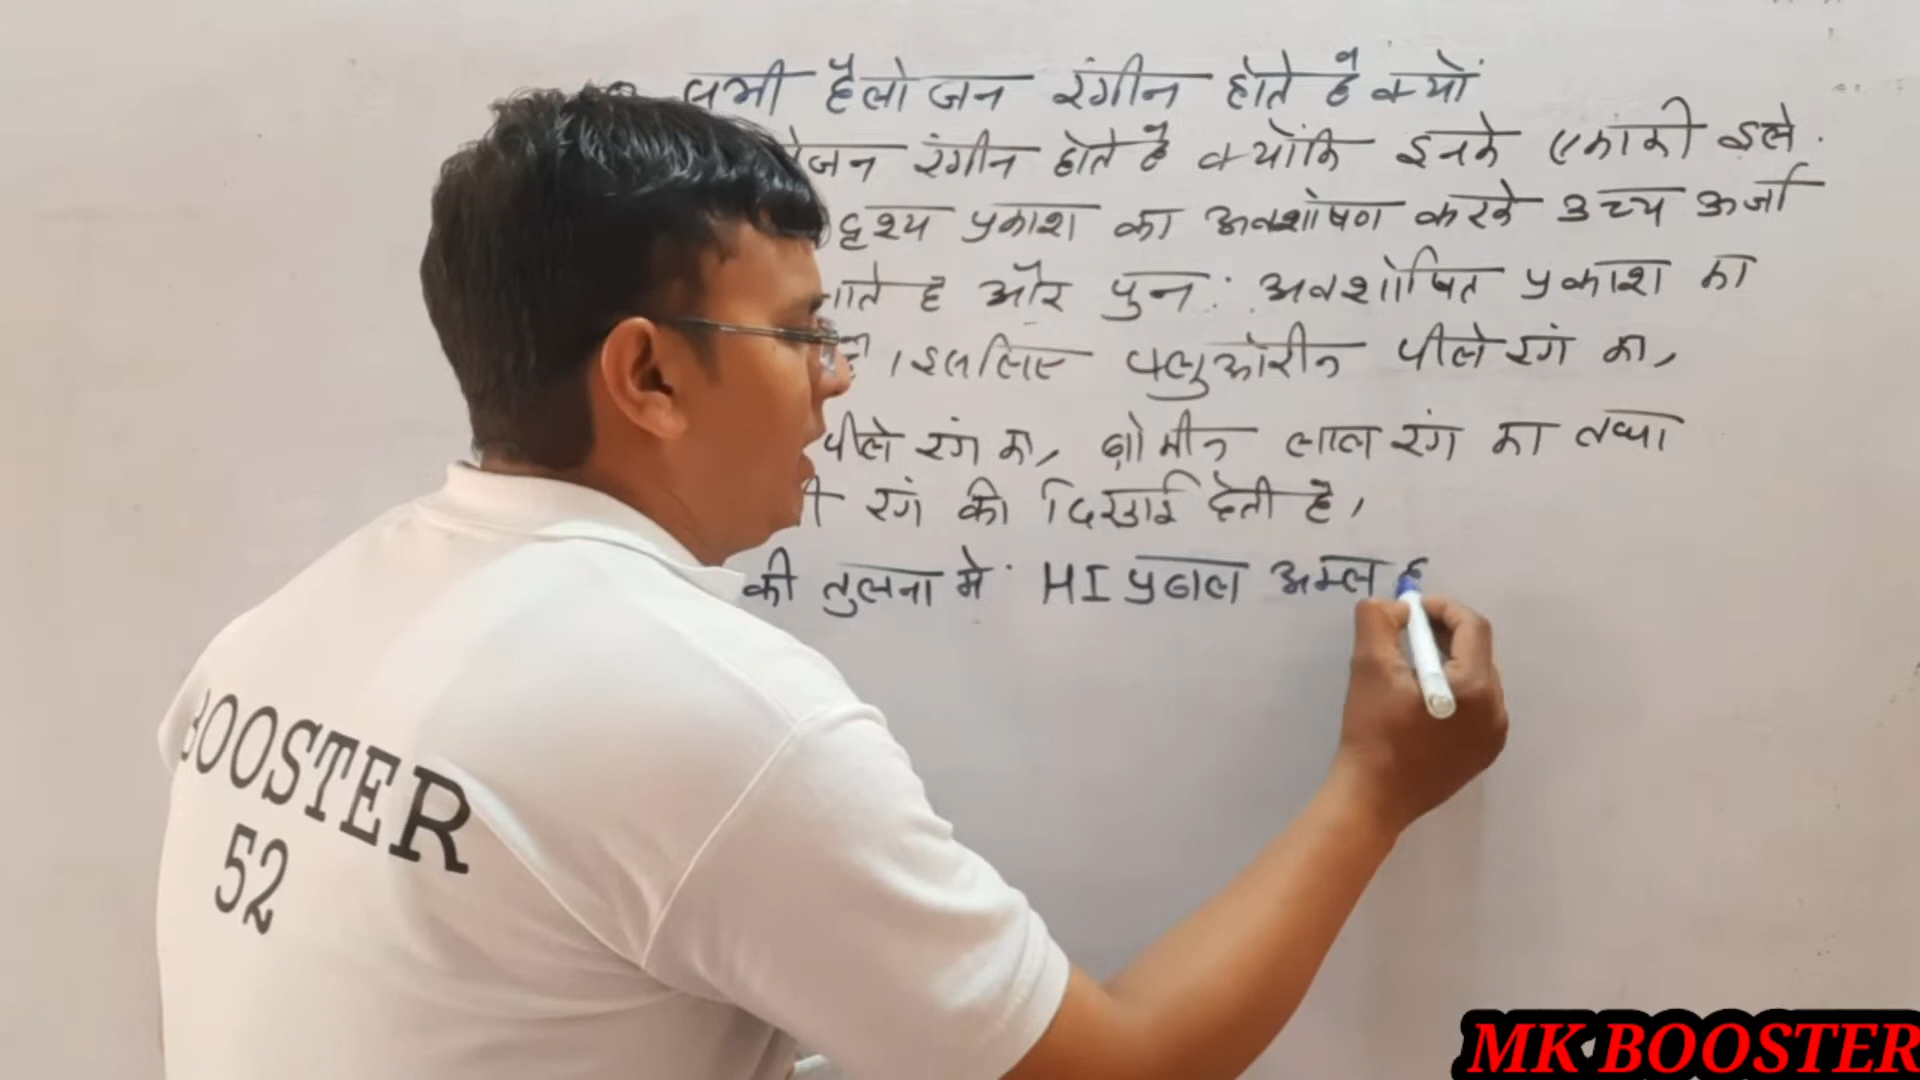 सभी हैलोजन रंगीन होते है क्यों
जन रंगीन होते है क्योंकि इनके एकाकी इले.
दृश्य प्रकाश का अवशोषण करके उच्च ऊर्जा
जाते है और पुन: अवशोषित प्रकाश का
है। इसलिए फ्लुओरीन पीले रंग का,
पीले रंग का, ब्रोमीन लाल रंग का तथा
रंग की दिखाई देती है,
की तुलना में HI प्रबल अम्ल ह
BOOSTER
52
MK BOOSTER